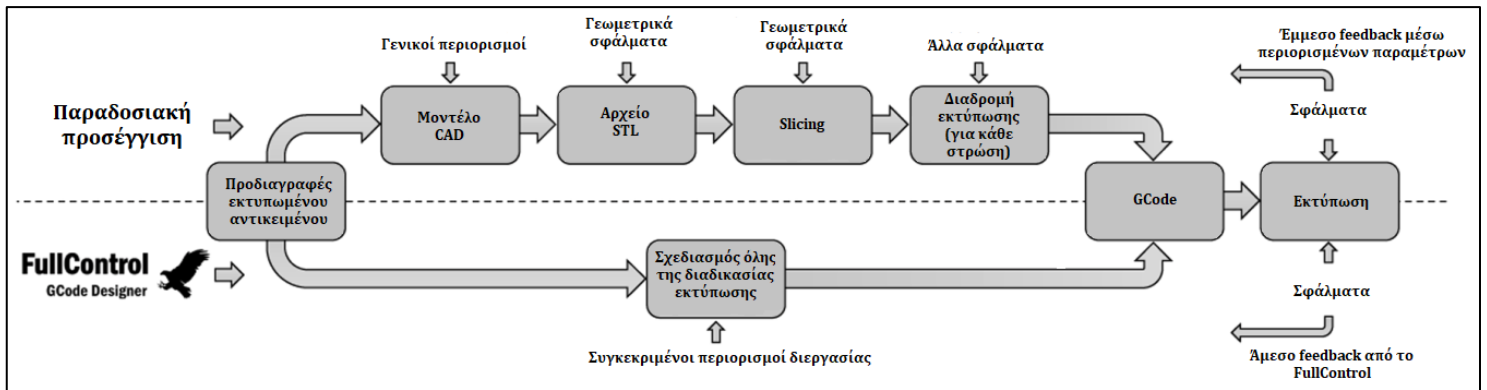 Γενικοί περιορισμοί
Γεωμετρικά
σφάλματα
Γεωμετρικά
σφάλματα
Άλλα σφάλματα
Έμμεσο feedback μέσω
περιορισμένων παραμέτρων
Παραδοσιακή
προσέγγιση
Μοντέλο
CAD
Αρχείο
STL
Slicing
Διαδρομή
εκτύπωσης
(για κάθε
στρώση)
Σφάλματα
Προδιαγραφές
εκτυπωμένου
αντικειμένου
GCode
Εκτύπωση
FullControl
GCode Designer
Σχεδιασμός όλης
της διαδικασίας
εκτύπωσης
Σφάλματα
Συγκεκριμένοι περιορισμοί διεργασίας
Άμεσο feedback από το
FullControl